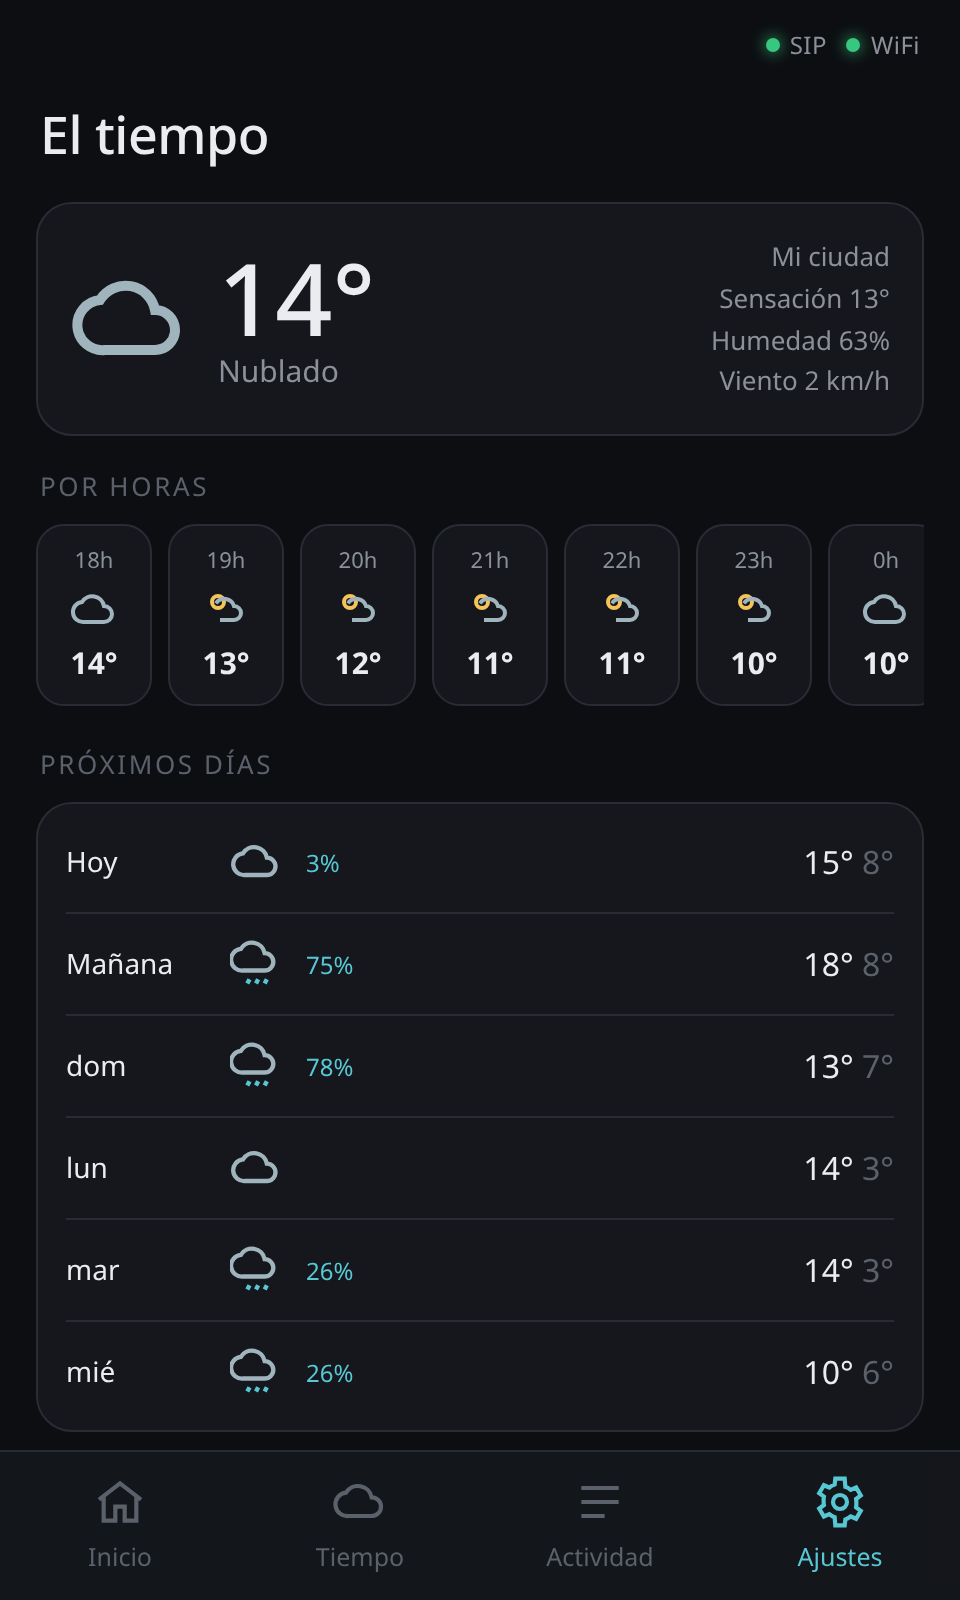 SIP WiFi
El tiempo
14°
Nublado
Mi ciudad
Sensación 13°
Humedad 63%
Viento 2 km/h
POR HORAS
18h 19h 20h 21h 22h 23h 0h
14° 13° 12° 11° 11° 10° 10°
PRÓXIMOS DÍAS
Hoy 3% 15° 8°
Mañana 75% 18° 8°
dom 78% 13° 7°
lun 14° 3°
mar 26% 14° 3°
mié 26% 10° 6°
Inicio Tiempo Actividad Ajustes